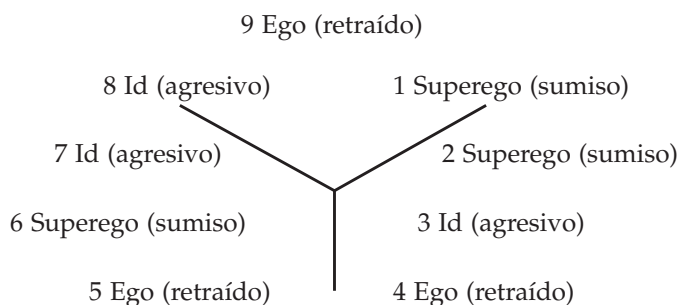 9 Ego (retraído)
8 Id (agresivo) 1 Superego (sumiso)
7 Id (agresivo) 2 Superego (sumiso)
6 Superego (sumiso) 3 Id (agresivo)
5 Ego (retraído) 4 Ego (retraído)